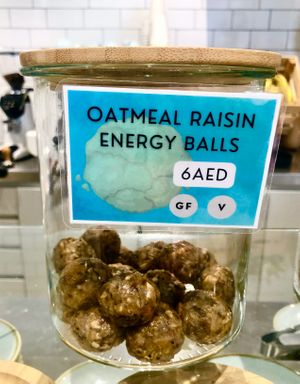 OATMEAL RAISIN
ENERGY BALLS
6AED
GF V